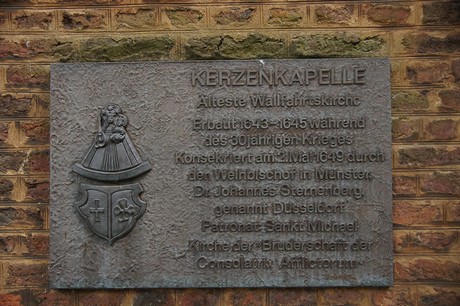 KERZENKAPELLE
Älteste Wallfahrtskirche
Erbaut 1643-1645 während
des 30jährigen Krieges
Konsekriert am 2. Mai 1649 durch
den Weihbischof in Münster,
Dr. Johannes Sternenberg,
genannt Düsseldorf
Patronat: Sankt Michael
Kirche der "Bruderschaft der
Consolatrix Afflictorum"